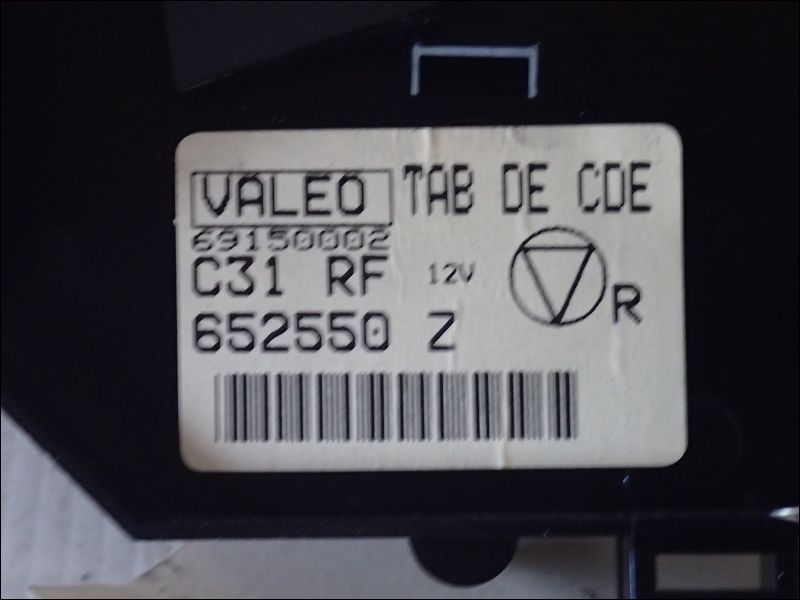 VALEO TAB DE CDE
69150002
C31 RF 12V
R
652550 Z